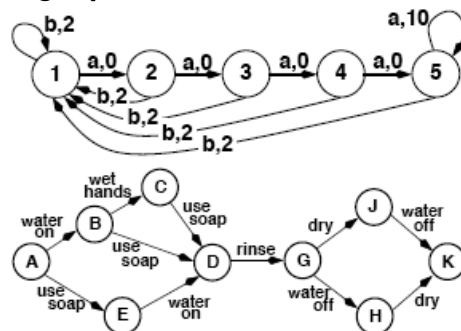 b,2
a,10
1 a,0 2 a,0 3 a,0 4 a,0 5
b,2
b,2
b,2
b,2
wet
hands
C
J
water
on
B
use
soap
dry
water
off
use
soap
A
D
rinse
G
K
use
soap
water
on
water
off
dry
E
H